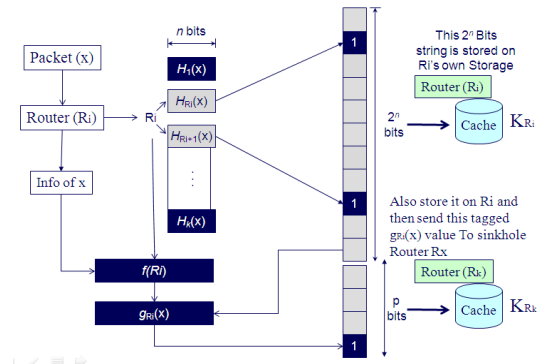 n bits
This 2ⁿ Bits
string is stored on
Ri's own Storage
Packet (x)
H1(x)
1
Router (Ri)
Router (Ri)
Ri
HRi(x)
HRi+1(x)
2ⁿ
bits
Cache
KRi
Info of x
⋮
Hk(x)
1
Also store it on Ri and
then send this tagged
gRi(x) value To sinkhole
Router Rx
f(Ri)
Router (Rk)
gRi(x)
p
bits
Cache
KRk
1